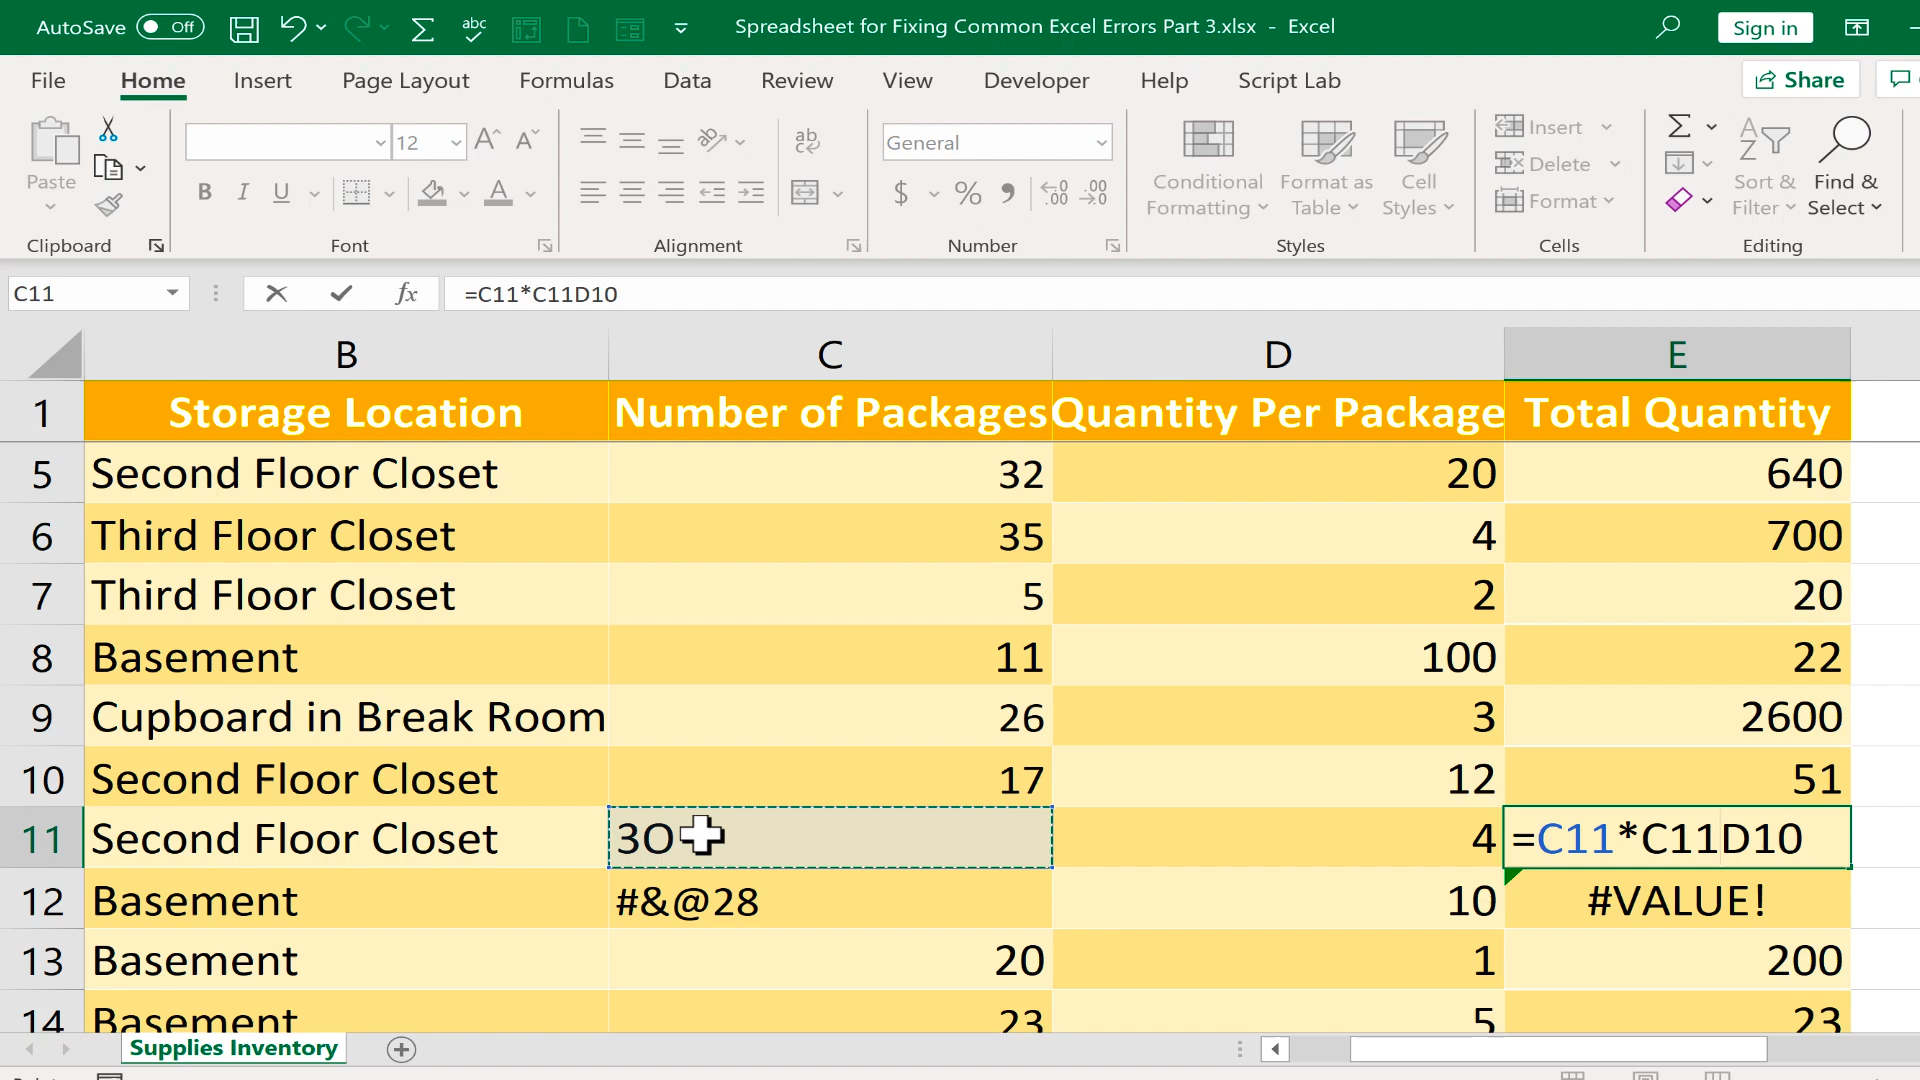 AutoSave Off abc Spreadsheet for Fixing Common Excel Errors Part 3.xlsx - Excel Sign in
File Home Insert Page Layout Formulas Data Review View Developer Help Script Lab Share
Paste 12 A^ A B I U A ab ab c General $ % 9 .00 .00 .0
Conditional Formatting Format as Table Cell Styles
Insert
Delete
Format
Σ A Z Sort & Filter Find & Select
Clipboard Font Alignment Number Styles Cells Editing
C11 fx =C11*C11D10
B C D E
1 Storage Location Number of Packages Quantity Per Package Total Quantity
5 Second Floor Closet 32 20 640
6 Third Floor Closet 35 4 700
7 Third Floor Closet 5 2 20
8 Basement 11 100 22
9 Cupboard in Break Room 26 3 2600
10 Second Floor Closet 17 12 51
11 Second Floor Closet 3O 4 =C11*C11D10
12 Basement #&@28 10 #VALUE!
13 Basement 20 1 200
14 Basement 23 5 23
Supplies Inventory